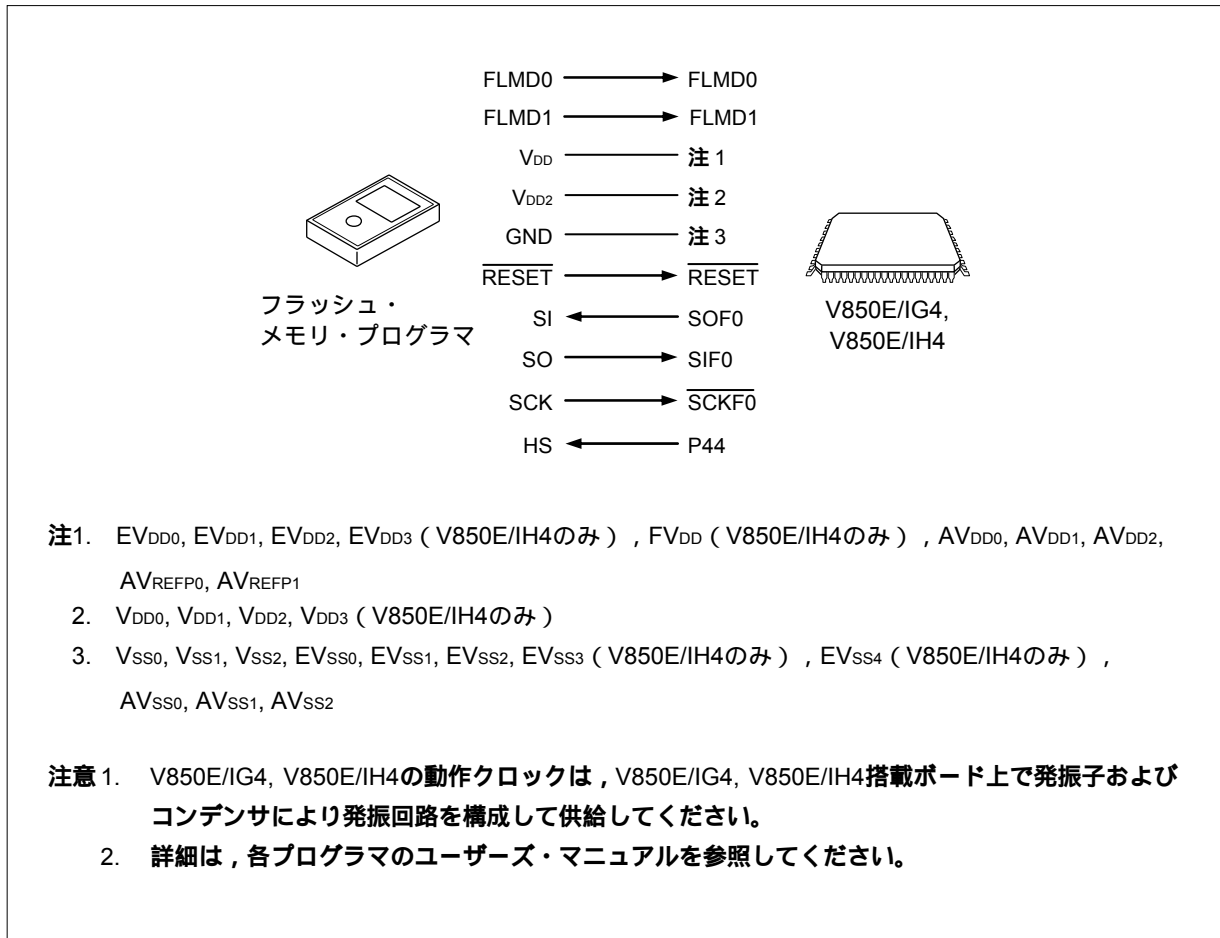 FLMD0 FLMD0
FLMD1 FLMD1
VDD 注1
VDD2 注2
GND 注3
RESET RESET
SI SOF0
SO SIF0
SCK SCKF0
HS P44
フラッシュ・
メモリ・プログラマ
V850E/IG4,
V850E/IH4
注1. EVDD0, EVDD1, EVDD2, EVDD3（V850E/IH4のみ）, FVDD（V850E/IH4のみ）, AVDD0, AVDD1, AVDD2,
AVREFP0, AVREFP1
2. VDD0, VDD1, VDD2, VDD3（V850E/IH4のみ）
3. VSS0, VSS1, VSS2, EVSS0, EVSS1, EVSS2, EVSS3（V850E/IH4のみ）, EVSS4（V850E/IH4のみ）,
AVSS0, AVSS1, AVSS2
注意1. V850E/IG4, V850E/IH4の動作クロックは，V850E/IG4, V850E/IH4搭載ボード上で発振子および
コンデンサにより発振回路を構成して供給してください。
2. 詳細は，各プログラマのユーザーズ・マニュアルを参照してください。